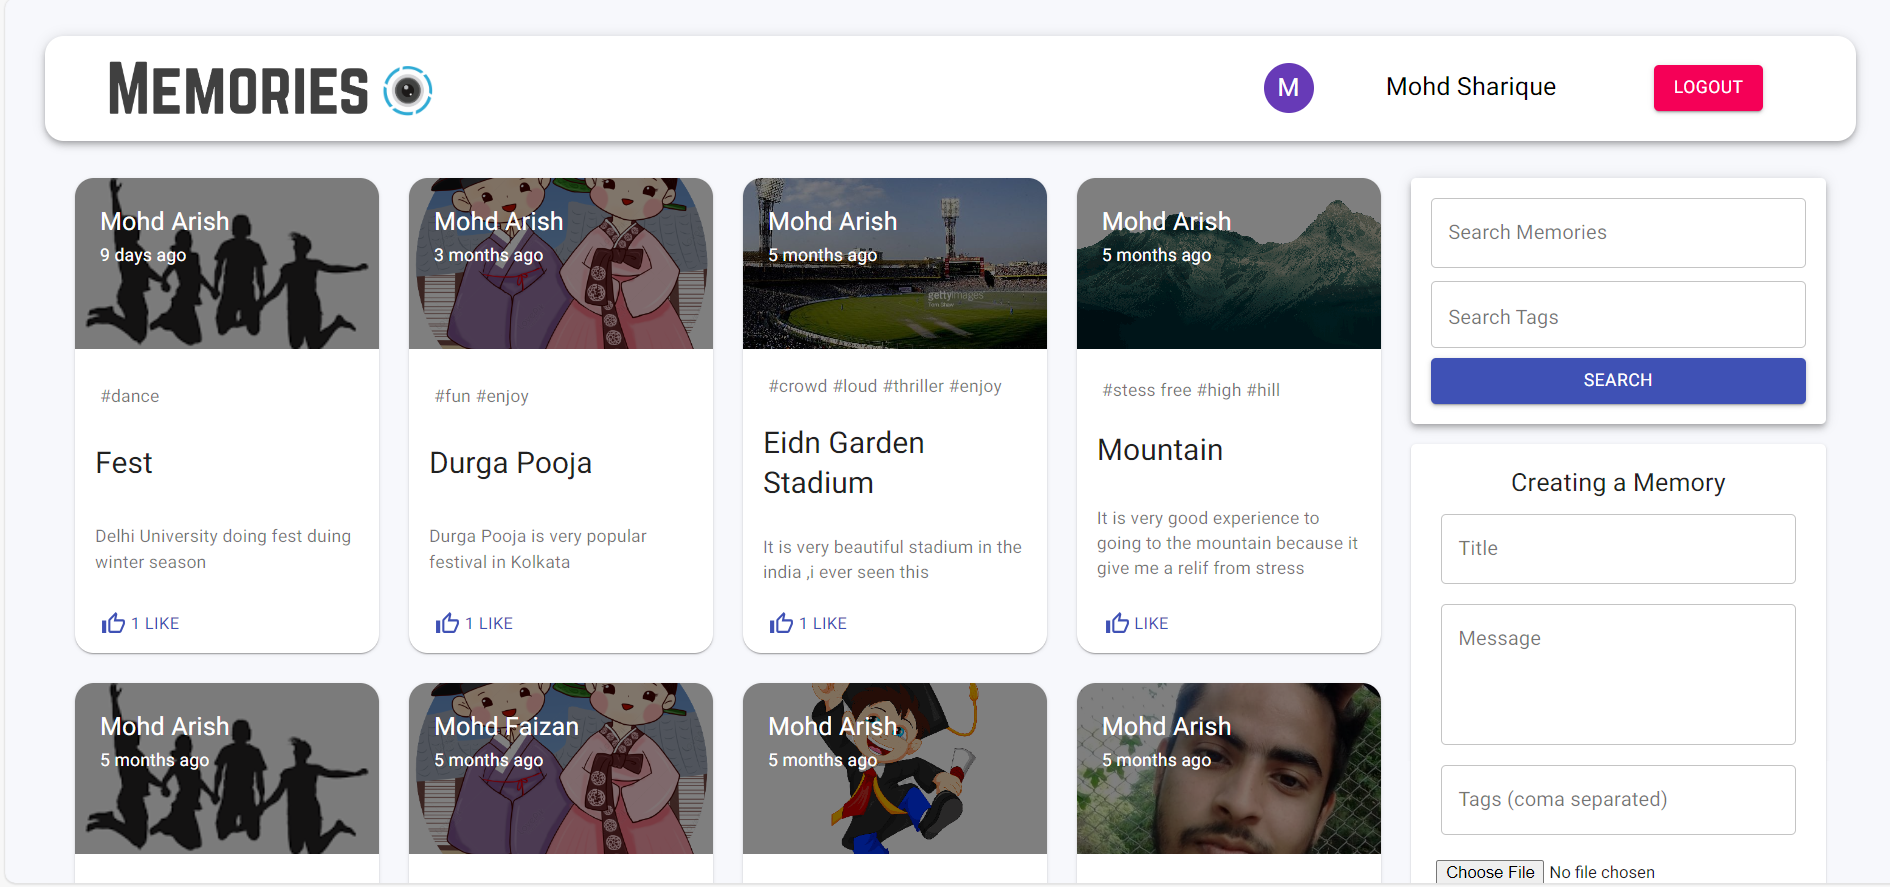 MEMORIES
M
Mohd Sharique
LOGOUT
Mohd Arish
9 days ago
#dance
Fest
Delhi University doing fest duing
winter season
1 LIKE
Mohd Arish
3 months ago
#fun #enjoy
Durga Pooja
Durga Pooja is very popular
festival in Kolkata
1 LIKE
Mohd Arish
5 months ago
gettyimages
#crowd #loud #thriller #enjoy
Eidn Garden
Stadium
It is very beautiful stadium in the
india ,i ever seen this
1 LIKE
Mohd Arish
5 months ago
#stess free #high #hill
Mountain
It is very good experience to
going to the mountain because it
give me a relif from stress
LIKE
Search Memories
Search Tags
SEARCH
Creating a Memory
Title
Message
Tags (coma separated)
Choose File No file chosen
Mohd Arish
5 months ago
Mohd Faizan
5 months ago
Mohd Arish
5 months ago
Mohd Arish
5 months ago